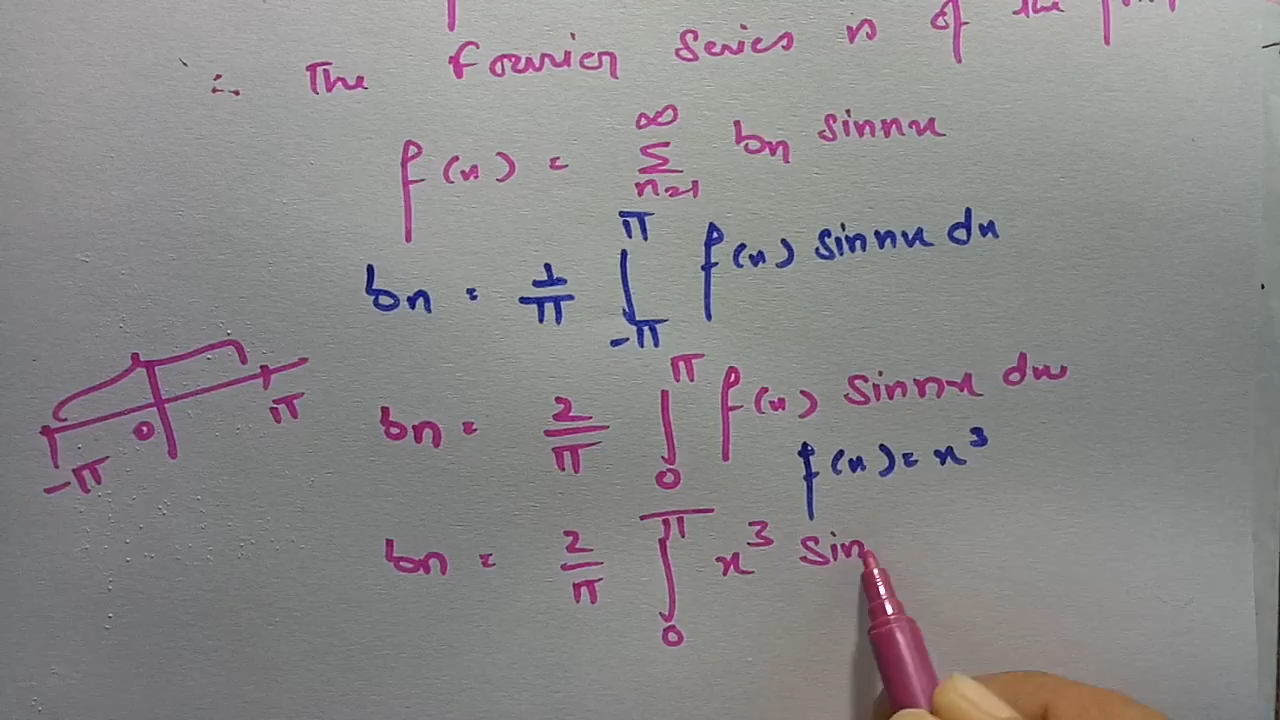 ∴ The Fourier Series is of the
f(x) = ∞ Σ n=1 bn sinnx
bn = 1/π ∫ -π π f(x) sinnx dx
bn = 2/π ∫ 0 π f(x) sinnx dx
-π 0 π
f(x) = x³
bn = 2/π ∫ 0 π x³ sin